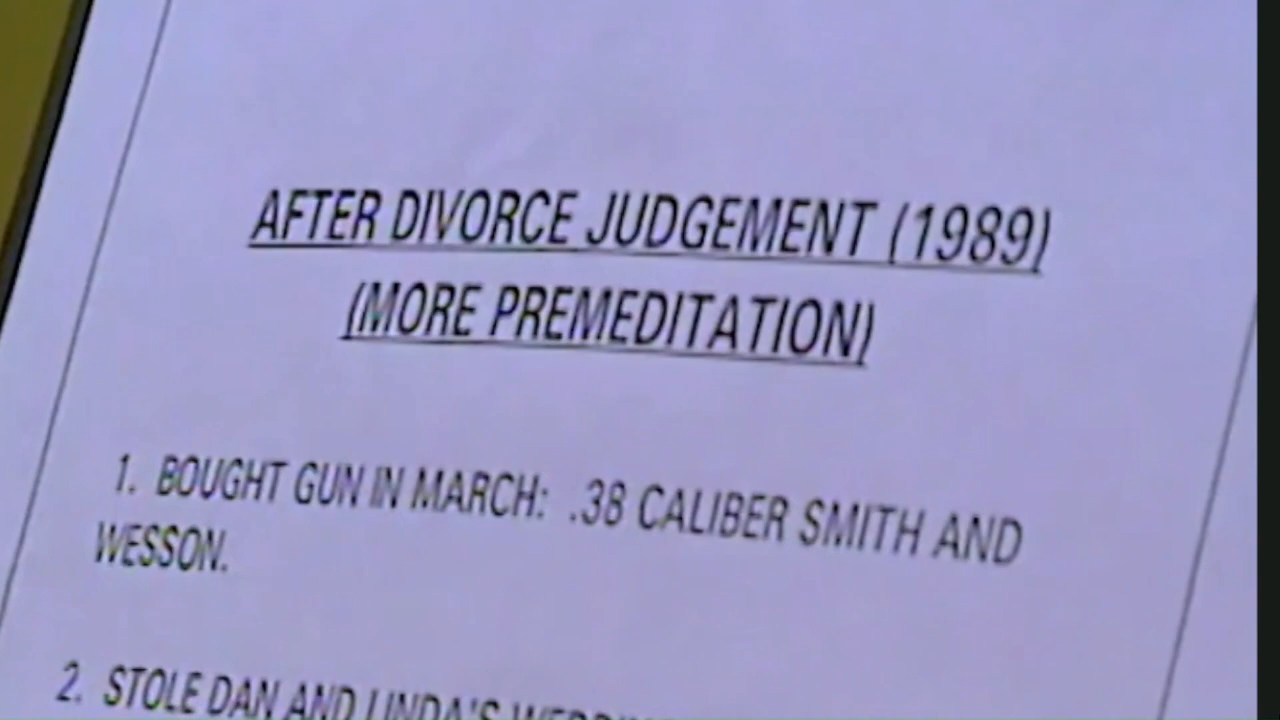 AFTER DIVORCE JUDGEMENT (1989)
(MORE PREMEDITATION)
1. BOUGHT GUN IN MARCH: .38 CALIBER SMITH AND
WESSON.
2. STOLE DAN AND LINDA'S